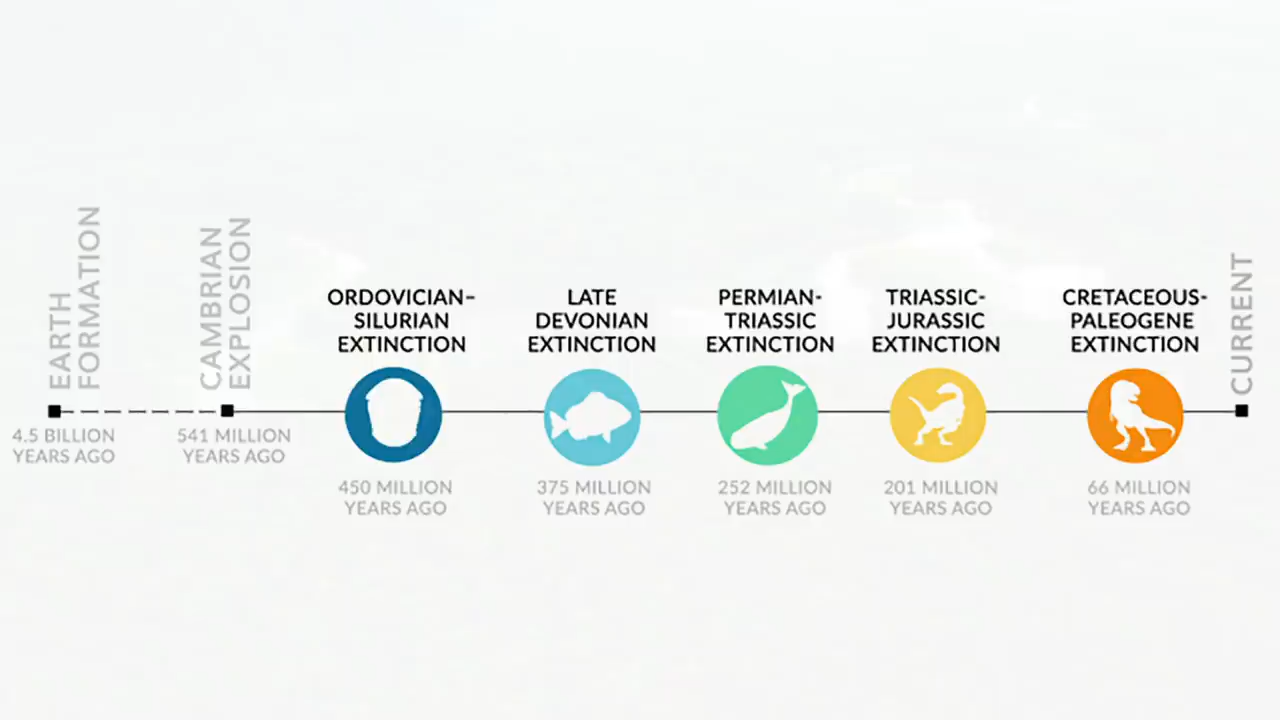 EARTH
FORMATION
4.5 BILLION
YEARS AGO
CAMBRIAN
EXPLOSION
541 MILLION
YEARS AGO
ORDOVICIAN–
SILURIAN
EXTINCTION
450 MILLION
YEARS AGO
LATE
DEVONIAN
EXTINCTION
375 MILLION
YEARS AGO
PERMIAN-
TRIASSIC
EXTINCTION
252 MILLION
YEARS AGO
TRIASSIC-
JURASSIC
EXTINCTION
201 MILLION
YEARS AGO
CRETACEOUS-
PALEOGENE
EXTINCTION
66 MILLION
YEARS AGO
CURRENT